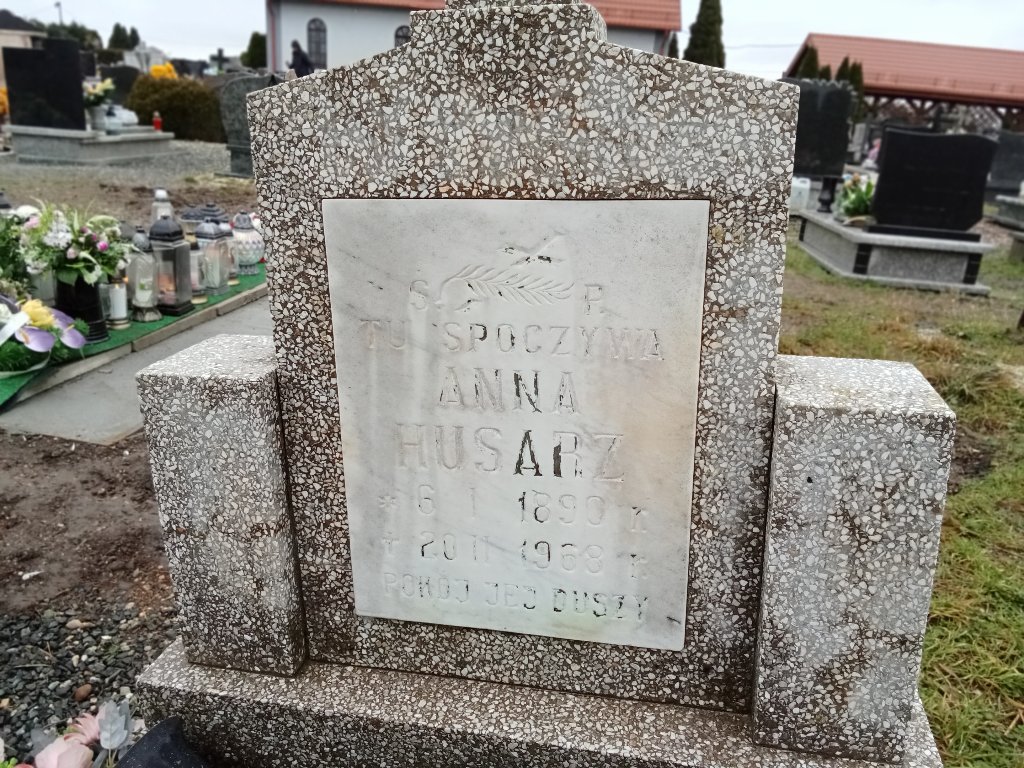 S. P.
TU SPOCZYWA
ANNA
HUSARZ
* 6 I 1890 r.
† 20 II 1968 r.
POKÓJ JEJ DUSZY